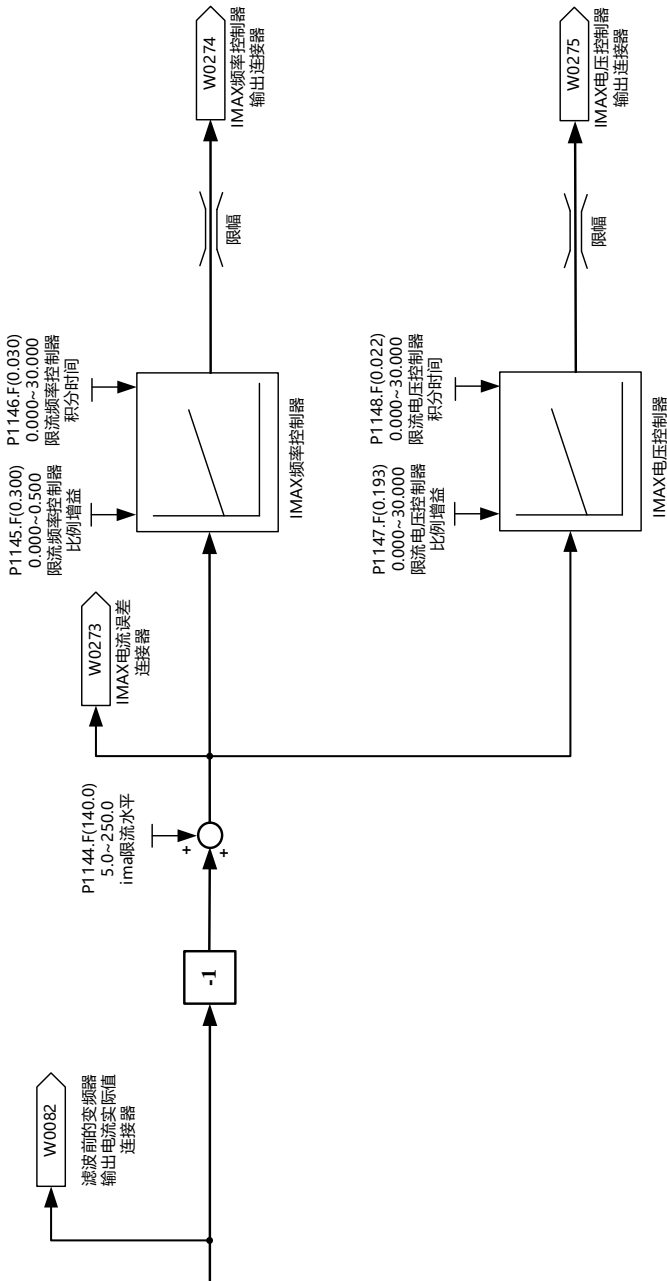 W0082
滤波前的变频器
输出电流实际值
连接器
-1
P1144.F(140.0)
5.0~250.0
ima限流水平
+
+
W0273
IMAX电流误差
连接器
P1145.F(0.300)
0.000~0.500
限流频率控制器
比例增益
P1146.F(0.030)
0.000~30.000
限流频率控制器
积分时间
IMAX频率控制器
限幅
W0274
IMAX频率控制器
输出连接器
P1147.F(0.193)
0.000~30.000
限流电压控制器
比例增益
P1148.F(0.022)
0.000~30.000
限流电压控制器
积分时间
IMAX电压控制器
限幅
W0275
IMAX电压控制器
输出连接器